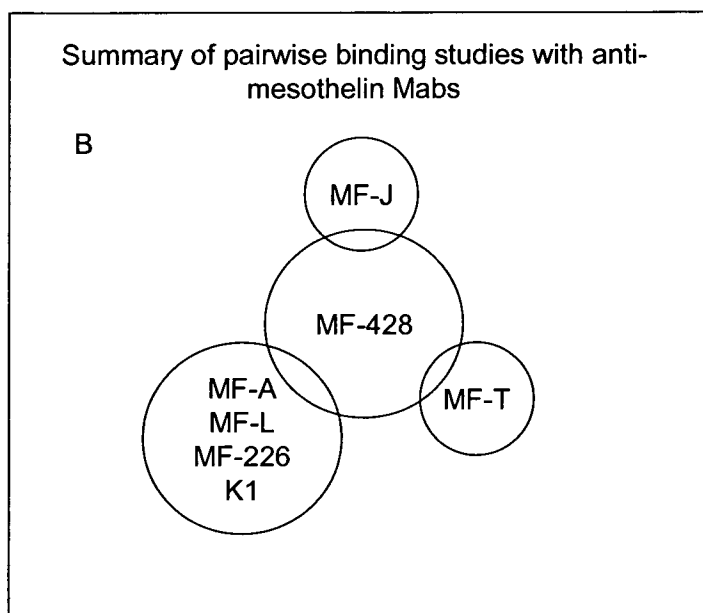 Summary of pairwise binding studies with anti-
mesothelin Mabs
B
MF-J
MF-428
MF-T
MF-A
MF-L
MF-226
K1